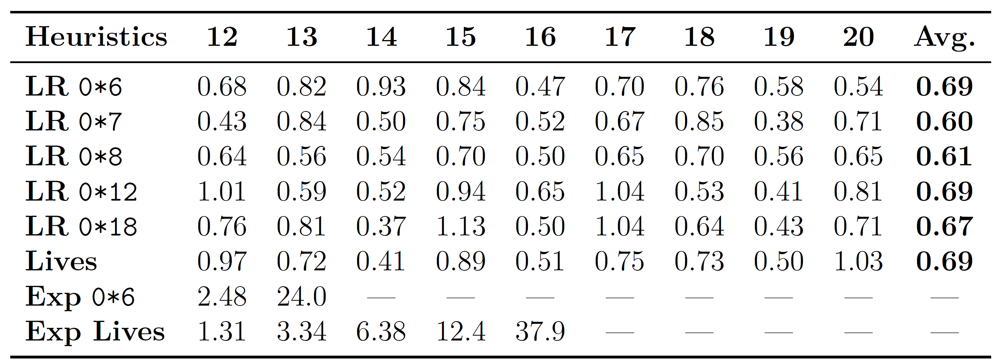 Heuristics 12 13 14 15 16 17 18 19 20 Avg.
LR 0*6 0.68 0.82 0.93 0.84 0.47 0.70 0.76 0.58 0.54 0.69
LR 0*7 0.43 0.84 0.50 0.75 0.52 0.67 0.85 0.38 0.71 0.60
LR 0*8 0.64 0.56 0.54 0.70 0.50 0.65 0.70 0.56 0.65 0.61
LR 0*12 1.01 0.59 0.52 0.94 0.65 1.04 0.53 0.41 0.81 0.69
LR 0*18 0.76 0.81 0.37 1.13 0.50 1.04 0.64 0.43 0.71 0.67
Lives 0.97 0.72 0.41 0.89 0.51 0.75 0.73 0.50 1.03 0.69
Exp 0*6 2.48 24.0 — — — — — — — —
Exp Lives 1.31 3.34 6.38 12.4 37.9 — — — — —